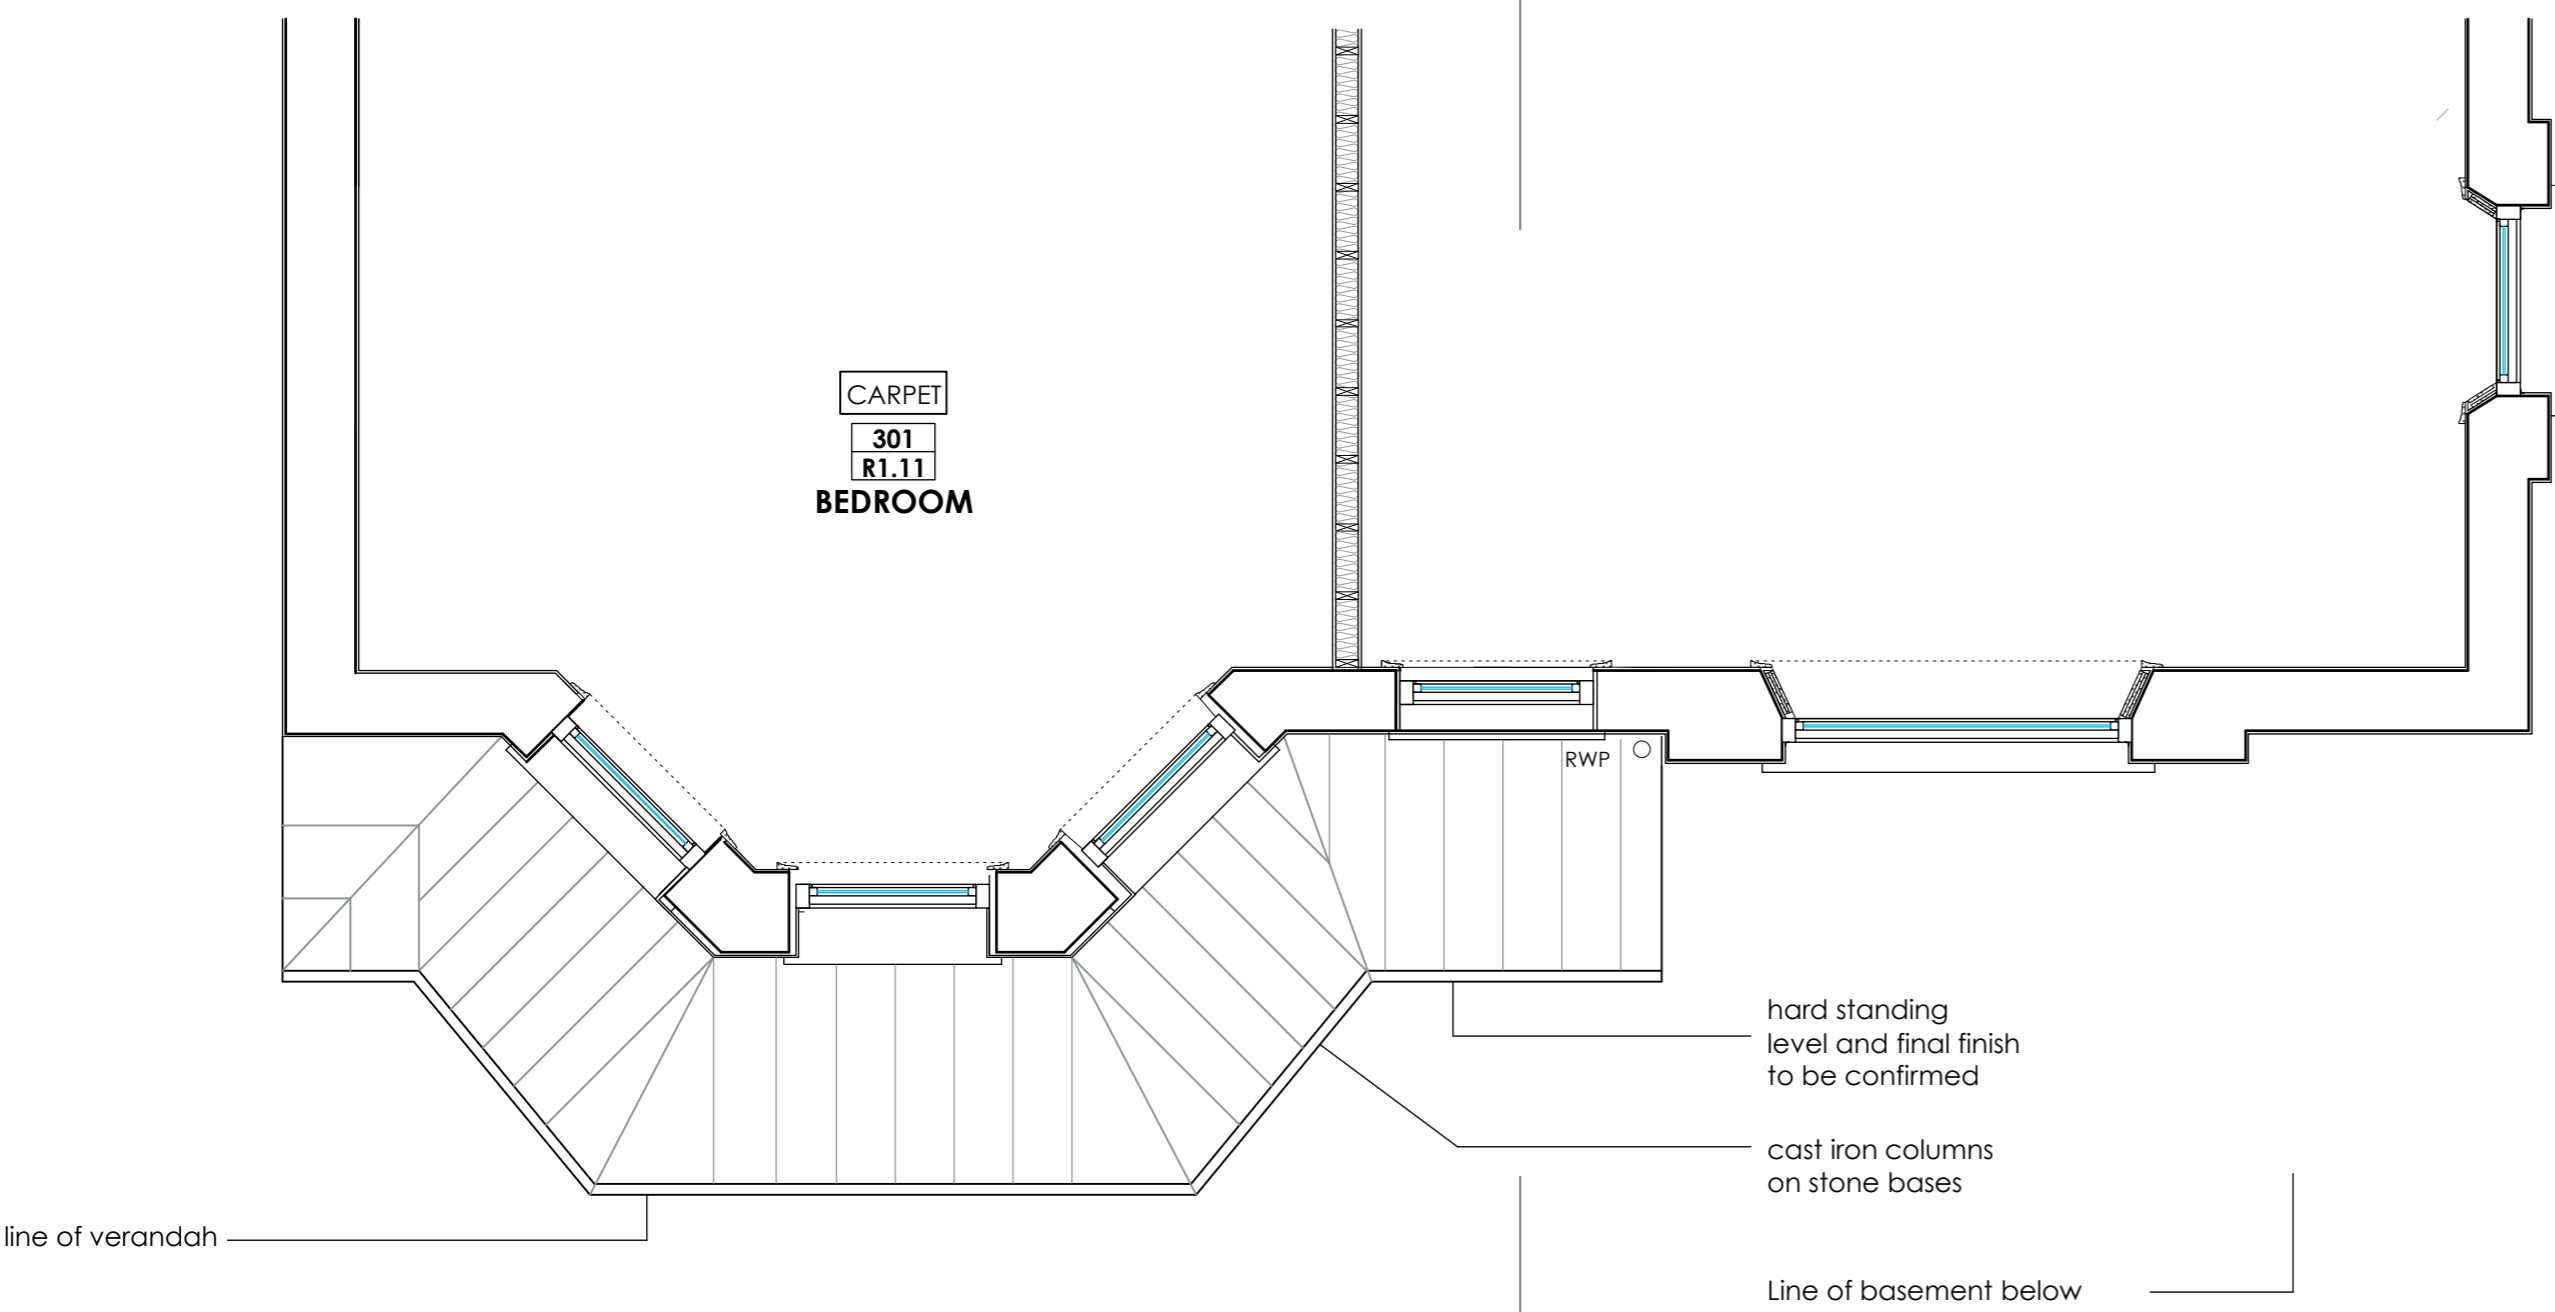 CARPET
301
R1.11
BEDROOM
RWP
hard standing
level and final finish
to be confirmed
cast iron columns
on stone bases
line of verandah
Line of basement below